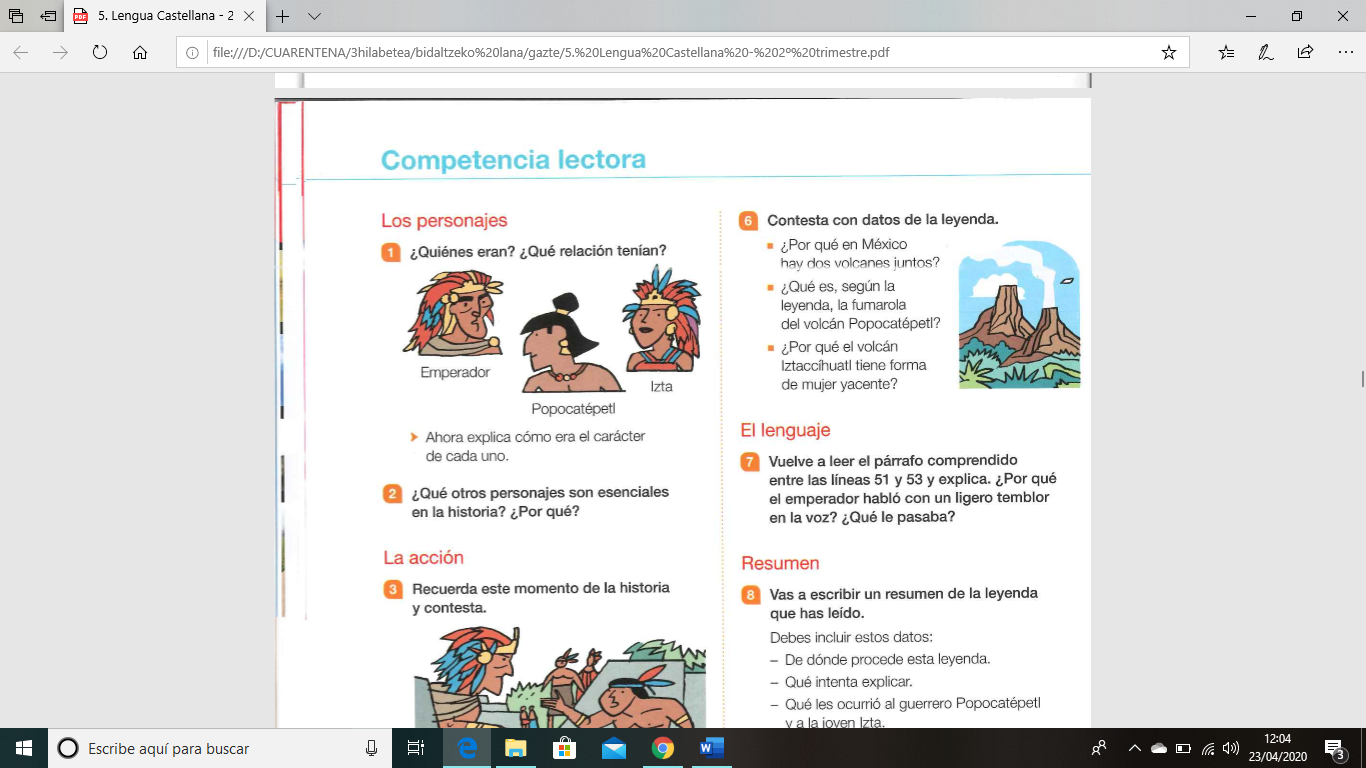 5. Lengua Castellana - 2
file:///D:/CUARENTENA/3hilabetea/bidaltzeko%20lana/gazte/5.%20Lengua%20Castellana%20-%202º%20trimestre.pdf
Competencia lectora
Los personajes
1 ¿Quiénes eran? ¿Qué relación tenían?
Emperador
Izta
Popocatépetl
Ahora explica cómo era el carácter
de cada uno.
2 ¿Qué otros personajes son esenciales
en la historia? ¿Por qué?
La acción
3 Recuerda este momento de la historia
y contesta.
6 Contesta con datos de la leyenda.
¿Por qué en México
hay dos volcanes juntos?
¿Qué es, según la
leyenda, la fumarola
del volcán Popocatépetl?
¿Por qué el volcán
Iztaccíhuatl tiene forma
de mujer yacente?
El lenguaje
7 Vuelve a leer el párrafo comprendido
entre las líneas 51 y 53 y explica. ¿Por qué
el emperador habló con un ligero temblor
en la voz? ¿Qué le pasaba?
Resumen
8 Vas a escribir un resumen de la leyenda
que has leído.
Debes incluir estos datos:
– De dónde procede esta leyenda.
– Qué intenta explicar.
– Qué les ocurrió al guerrero Popocatépetl
y a la joven Izta.
Escribe aquí para buscar
12:04
23/04/2020
3